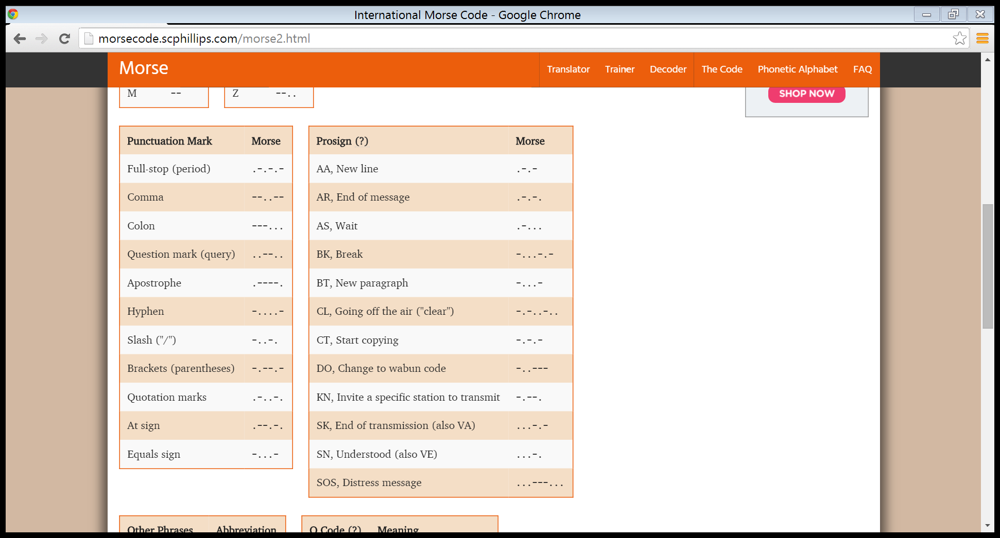 International Morse Code - Google Chrome
morsecode.scphillips.com/morse2.html
Morse Translator Trainer Decoder The Code Phonetic Alphabet FAQ
M -- Z --.. SHOP NOW
Punctuation Mark Morse
Full-stop (period) .-.-.-
Comma --..--
Colon ---...
Question mark (query) ..--..
Apostrophe .----.
Hyphen -....-
Slash ("/") -..-.
Brackets (parentheses) -.--.-
Quotation marks .-..-.
At sign .--.-.
Equals sign -...-
Prosign (?) Morse
AA, New line .-.-
AR, End of message .-.-.
AS, Wait .-...
BK, Break -...-.-
BT, New paragraph -...-
CL, Going off the air ("clear") -.-..-..
CT, Start copying -.-.-
DO, Change to wabun code -..---
KN, Invite a specific station to transmit -.--.
SK, End of transmission (also VA) ...-.-
SN, Understood (also VE) ...-.
SOS, Distress message ...---...
Other Phrases Abbreviation
Q Code (?) Meaning